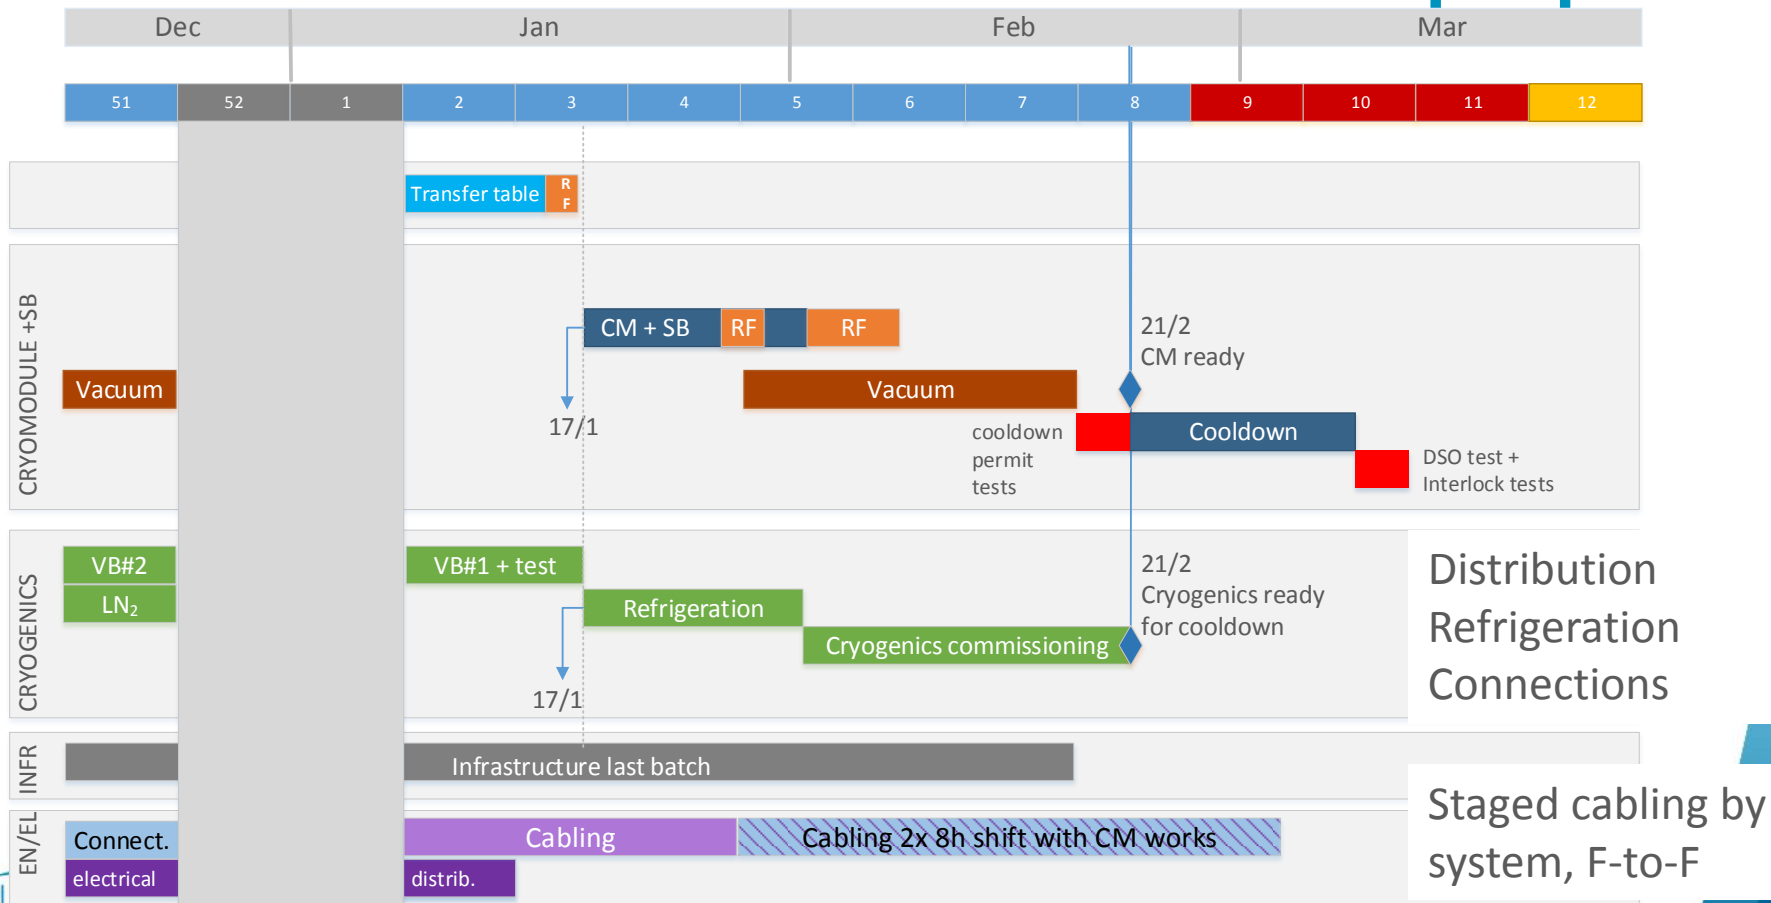 Dec
Jan
Feb
Mar
51
52
1
2
3
4
5
6
7
8
9
10
11
12
Transfer table
R
F
CRYOMODULE +SB
CM + SB
RF
RF
21/2
CM ready
Vacuum
Vacuum
17/1
cooldown
permit
tests
Cooldown
DSO test +
Interlock tests
CRYOGENICS
VB#2
LN₂
VB#1 + test
Refrigeration
Cryogenics commissioning
21/2
Cryogenics ready
for cooldown
17/1
Distribution
Refrigeration
Connections
INFR
Infrastructure last batch
EN/EL
Connect.
Cabling
Cabling 2x 8h shift with CM works
electrical
distrib.
Staged cabling by
system, F-to-F